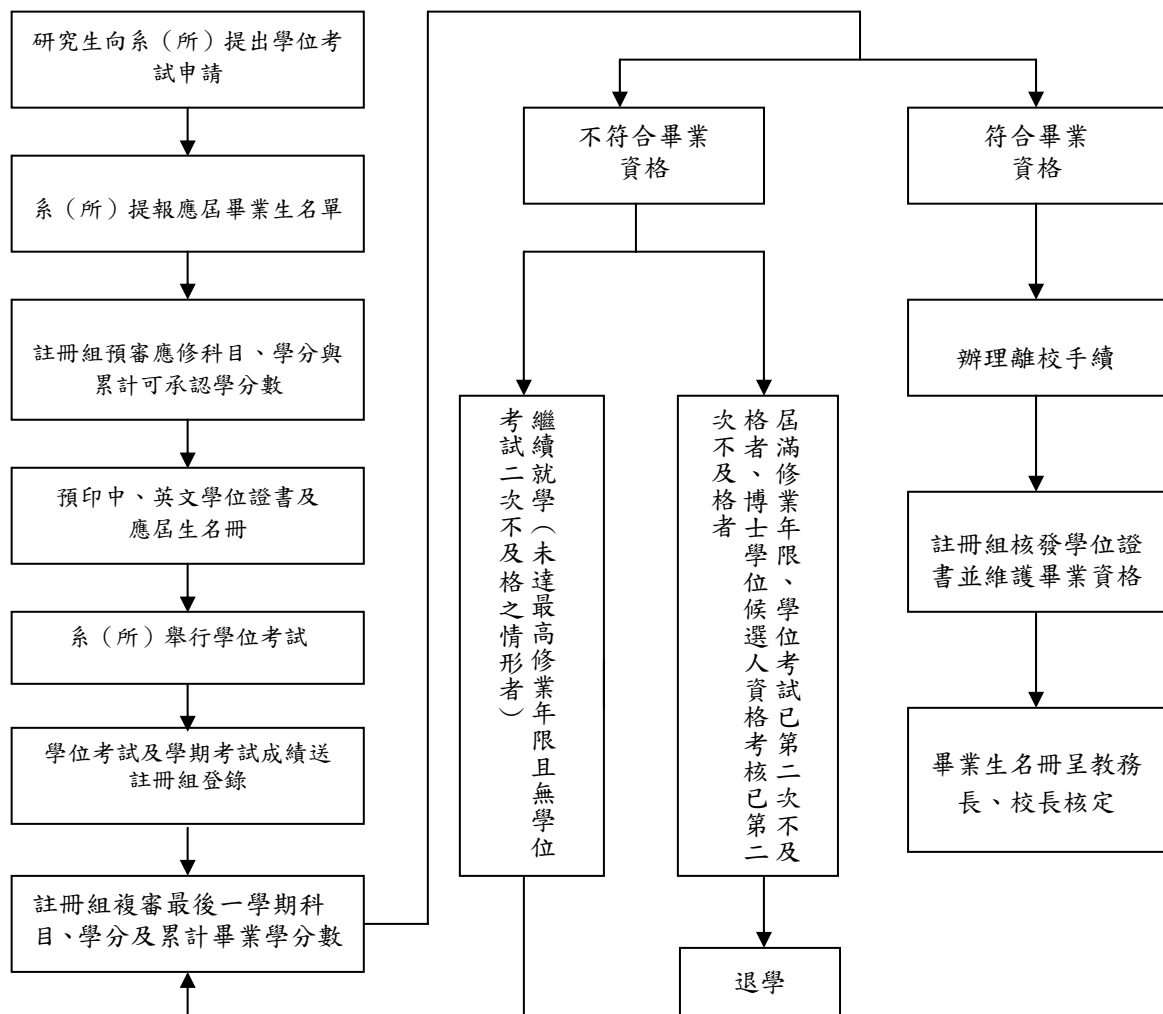 研究生向系（所）提出學位考
試申請
系（所）提報應屆畢業生名單
註冊組預審應修科目、學分與
累計可承認學分數
預印中、英文學位證書及
應屆生名冊
系（所）舉行學位考試
學位考試及學期考試成績送
註冊組登錄
註冊組複審最後一學期科
目、學分及累計畢業學分數
不符合畢業
資格
繼續就學（未達最高修業年限且無學位
考試二次不及格之情形者）
屆滿修業年限、學位考試已第二次不及
格者、博士學位候選人資格考核已第二
次不及格者
退學
符合畢業
資格
辦理離校手續
註冊組核發學位證
書並維護畢業資格
畢業生名冊呈教務
長、校長核定